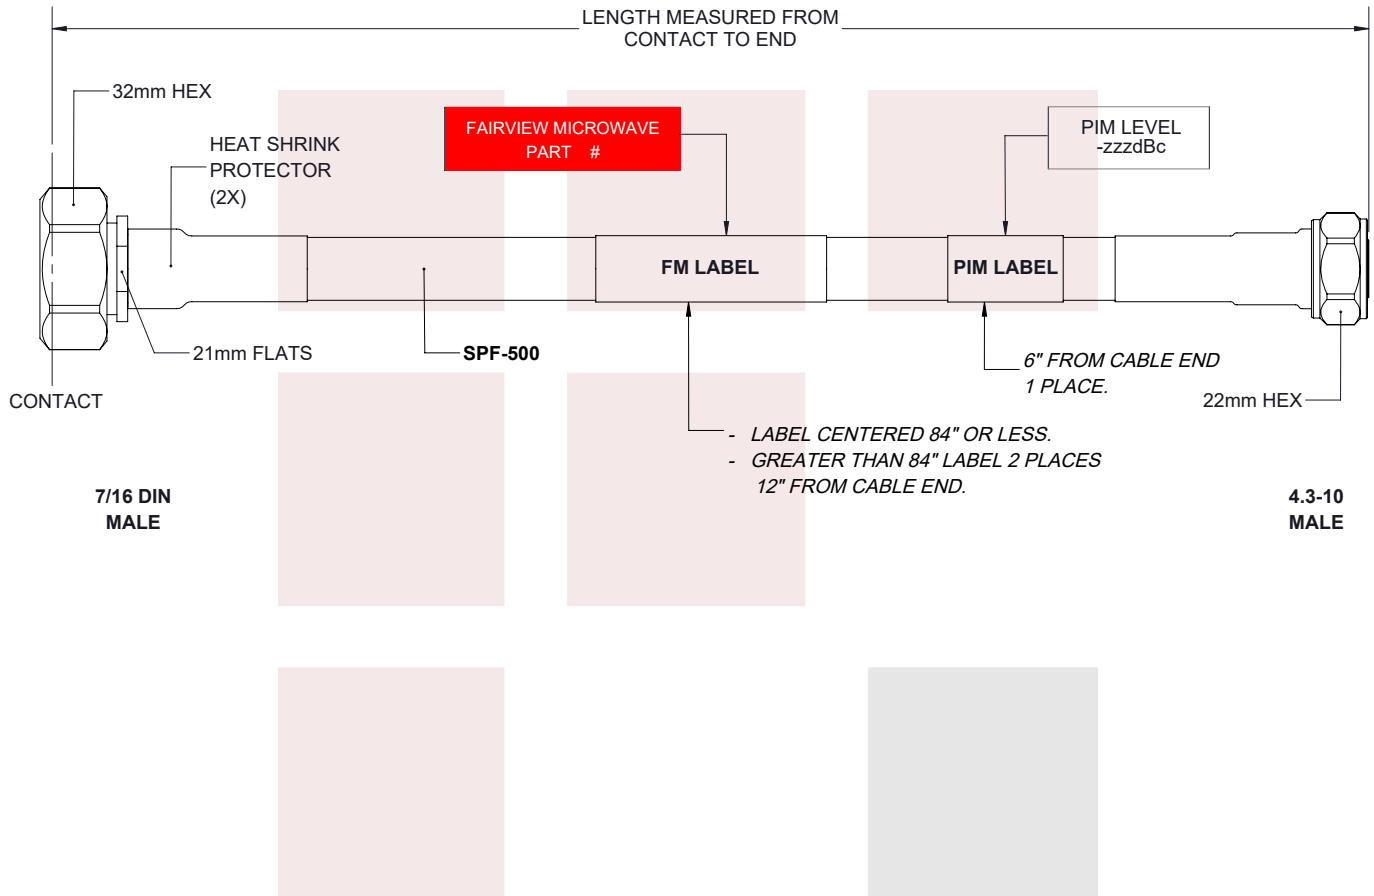 LENGTH MEASURED FROM
CONTACT TO END
32mm HEX
HEAT SHRINK
PROTECTOR
(2X)
FAIRVIEW MICROWAVE
PART #
PIM LEVEL
-zzzdBc
FM LABEL
PIM LABEL
21mm FLATS
SPF-500
6" FROM CABLE END
1 PLACE.
CONTACT
22mm HEX
- LABEL CENTERED 84" OR LESS.
- GREATER THAN 84" LABEL 2 PLACES
12" FROM CABLE END.
7/16 DIN
MALE
4.3-10
MALE